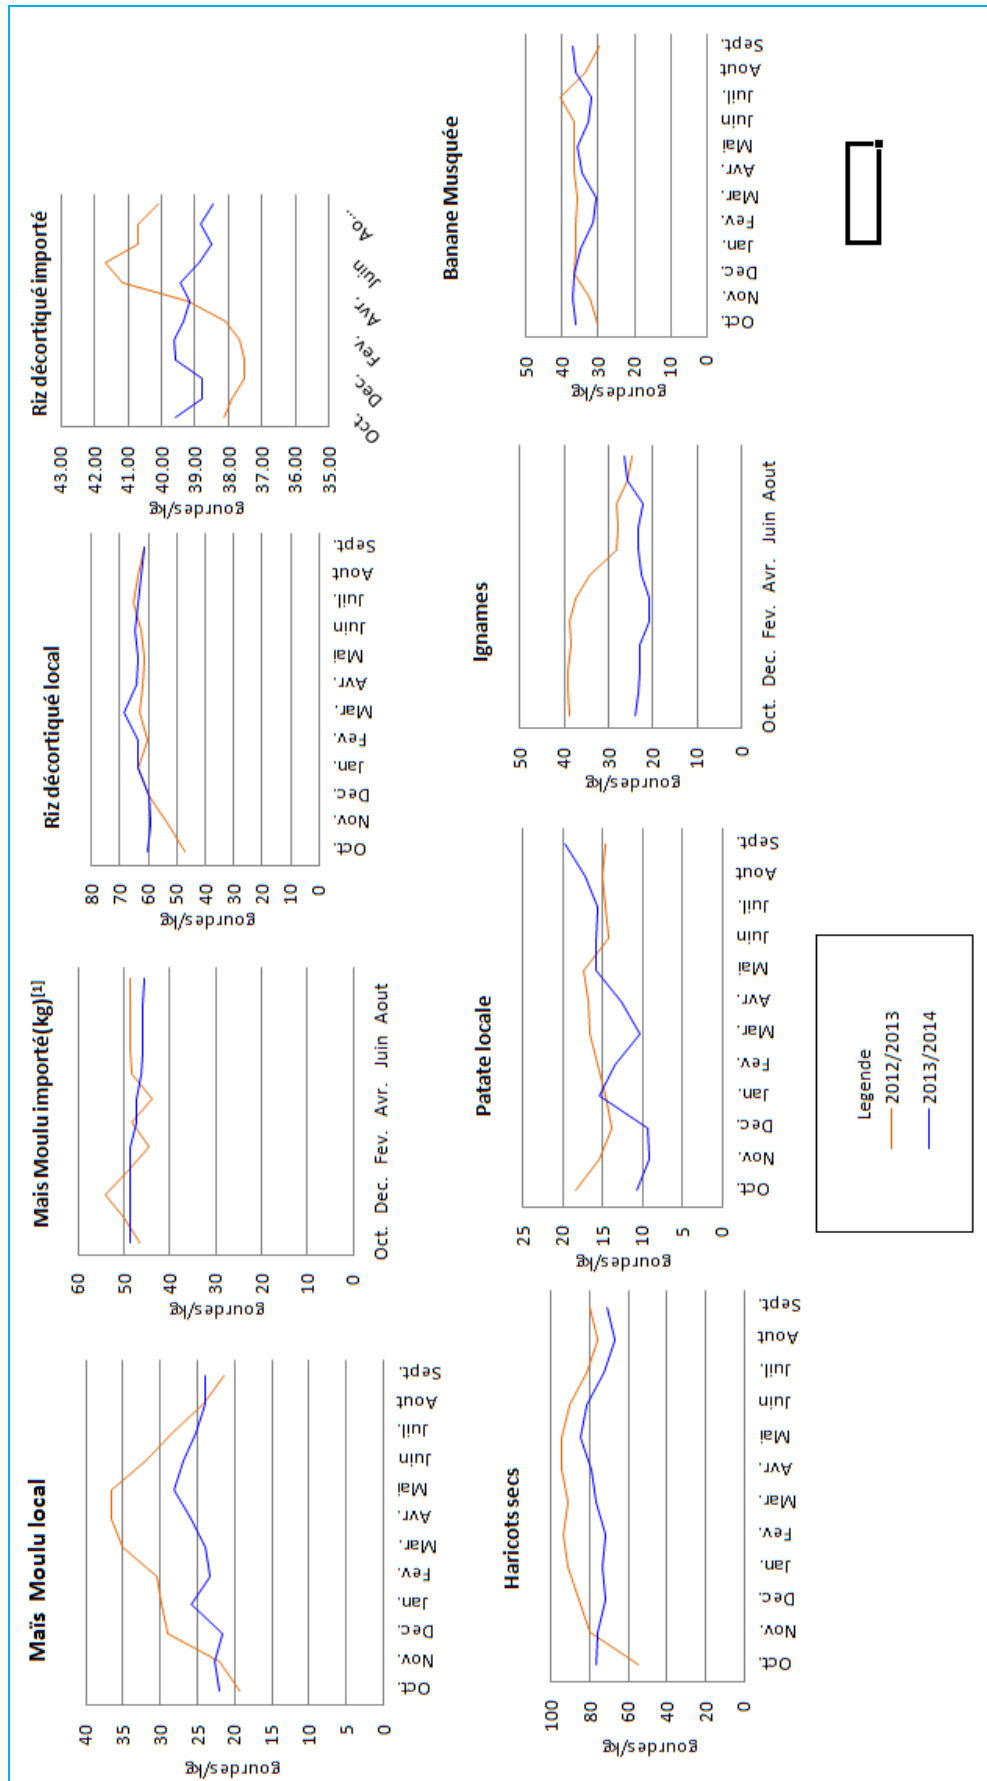 Maïs Moulu local
40
35
30
25
20
15
10
5
0
gourdes/kg
Oct. Nov. Dec. Jan. Fev. Mar. Avr. Mai Juin Juil. Aout Sept.
Mais Moulu importé(kg)[1]
60
50
40
30
20
10
0
gourdes/kg
Oct. Dec. Fev. Avr. Juin Aout
Riz décortiqué local
80
70
60
50
40
30
20
10
0
gourdes/kg
Oct. Nov. Dec. Jan. Fev. Mar. Avr. Mai Juin Juil. Aout Sept.
Riz décortiqué importé
43.00
42.00
41.00
40.00
39.00
38.00
37.00
36.00
35.00
gourdes/kg
Oct. Dec. Fev. Avr. Juin Ao...
Haricots secs
100
80
60
40
20
0
gourdes/kg
Oct. Nov. Dec. Jan. Fev. Mar. Avr. Mai Juin Juil. Aout Sept.
Patate locale
25
20
15
10
5
0
gourdes/kg
Oct. Nov. Dec. Jan. Fev. Mar. Avr. Mai Juin Juil. Aout Sept.
Ignames
50
40
30
20
10
0
gourdes/kg
Oct. Dec. Fev. Avr. Juin Aout
Banane Musquée
50
40
30
20
10
0
gourdes/kg
Oct. Nov. Dec. Jan. Fev. Mar. Avr. Mai Juin Juil. Aout Sept.
Legende
2012/2013
2013/2014